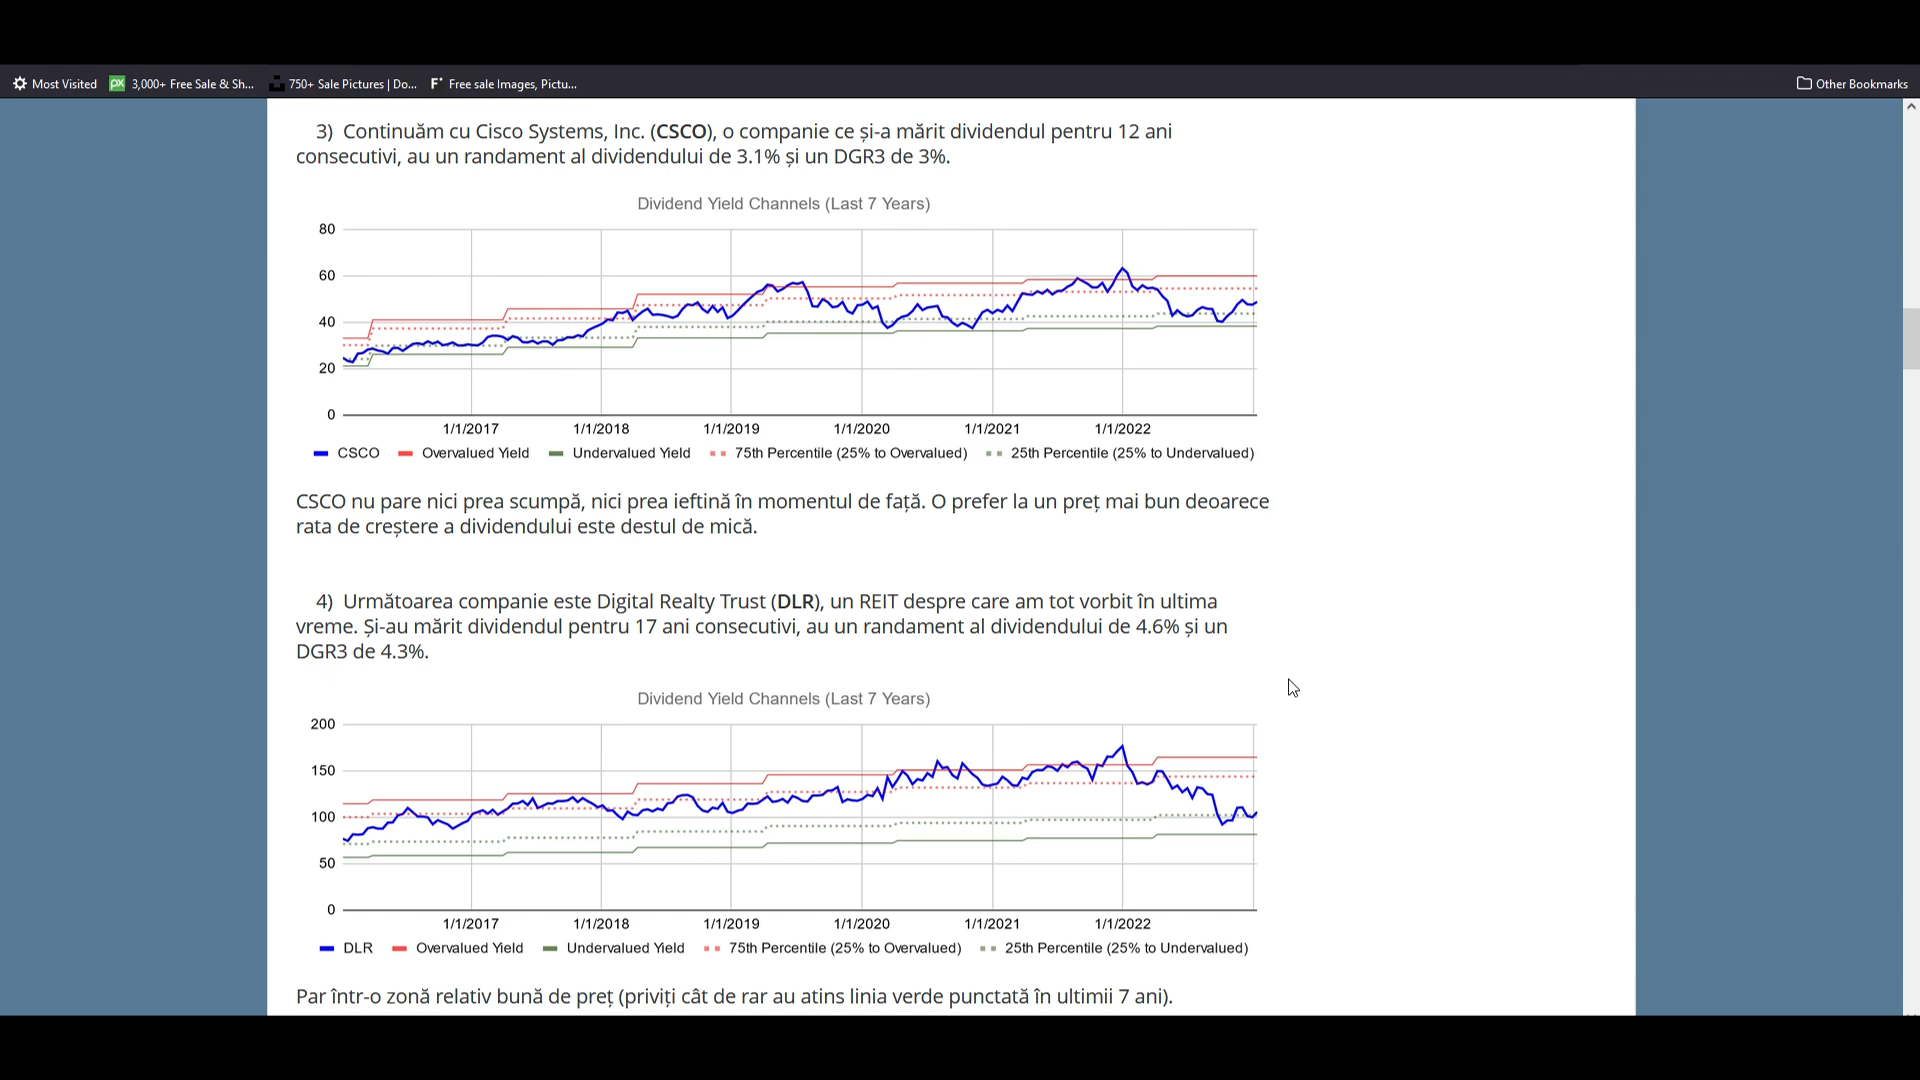 Most Visited 3,000+ Free Sale & Sh... 750+ Sale Pictures | Do... Free sale Images, Pictu... Other Bookmarks
3) Continuăm cu Cisco Systems, Inc. (CSCO), o companie ce și-a mărit dividendul pentru 12 ani
consecutivi, au un randament al dividendului de 3.1% și un DGR3 de 3%.
Dividend Yield Channels (Last 7 Years)
80
60
40
20
0
1/1/2017 1/1/2018 1/1/2019 1/1/2020 1/1/2021 1/1/2022
CSCO Overvalued Yield Undervalued Yield 75th Percentile (25% to Overvalued) 25th Percentile (25% to Undervalued)
CSCO nu pare nici prea scumpă, nici prea ieftină în momentul de față. O prefer la un preț mai bun deoarece
rata de creștere a dividendului este destul de mică.
4) Următoarea companie este Digital Realty Trust (DLR), un REIT despre care am tot vorbit în ultima
vreme. Și-au mărit dividendul pentru 17 ani consecutivi, au un randament al dividendului de 4.6% și un
DGR3 de 4.3%.
Dividend Yield Channels (Last 7 Years)
200
150
100
50
0
1/1/2017 1/1/2018 1/1/2019 1/1/2020 1/1/2021 1/1/2022
DLR Overvalued Yield Undervalued Yield 75th Percentile (25% to Overvalued) 25th Percentile (25% to Undervalued)
Par într-o zonă relativ bună de preț (priviți cât de rar au atins linia verde punctată în ultimii 7 ani).